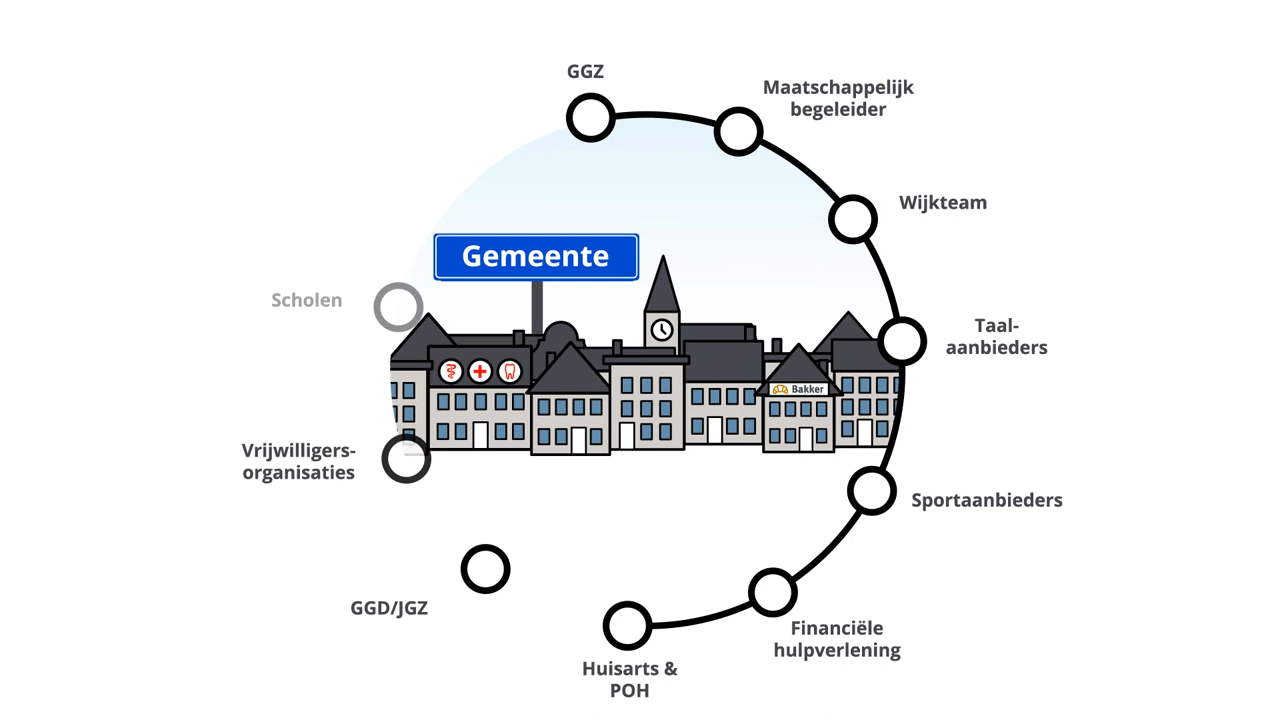 GGZ
Maatschappelijk
begeleider
Wijkteam
Gemeente
Scholen
Taal-
aanbieders
Bakker
Vrijwilligers-
organisaties
Sportaanbieders
GGD/JGZ
Financiële
hulpverlening
Huisarts &
POH